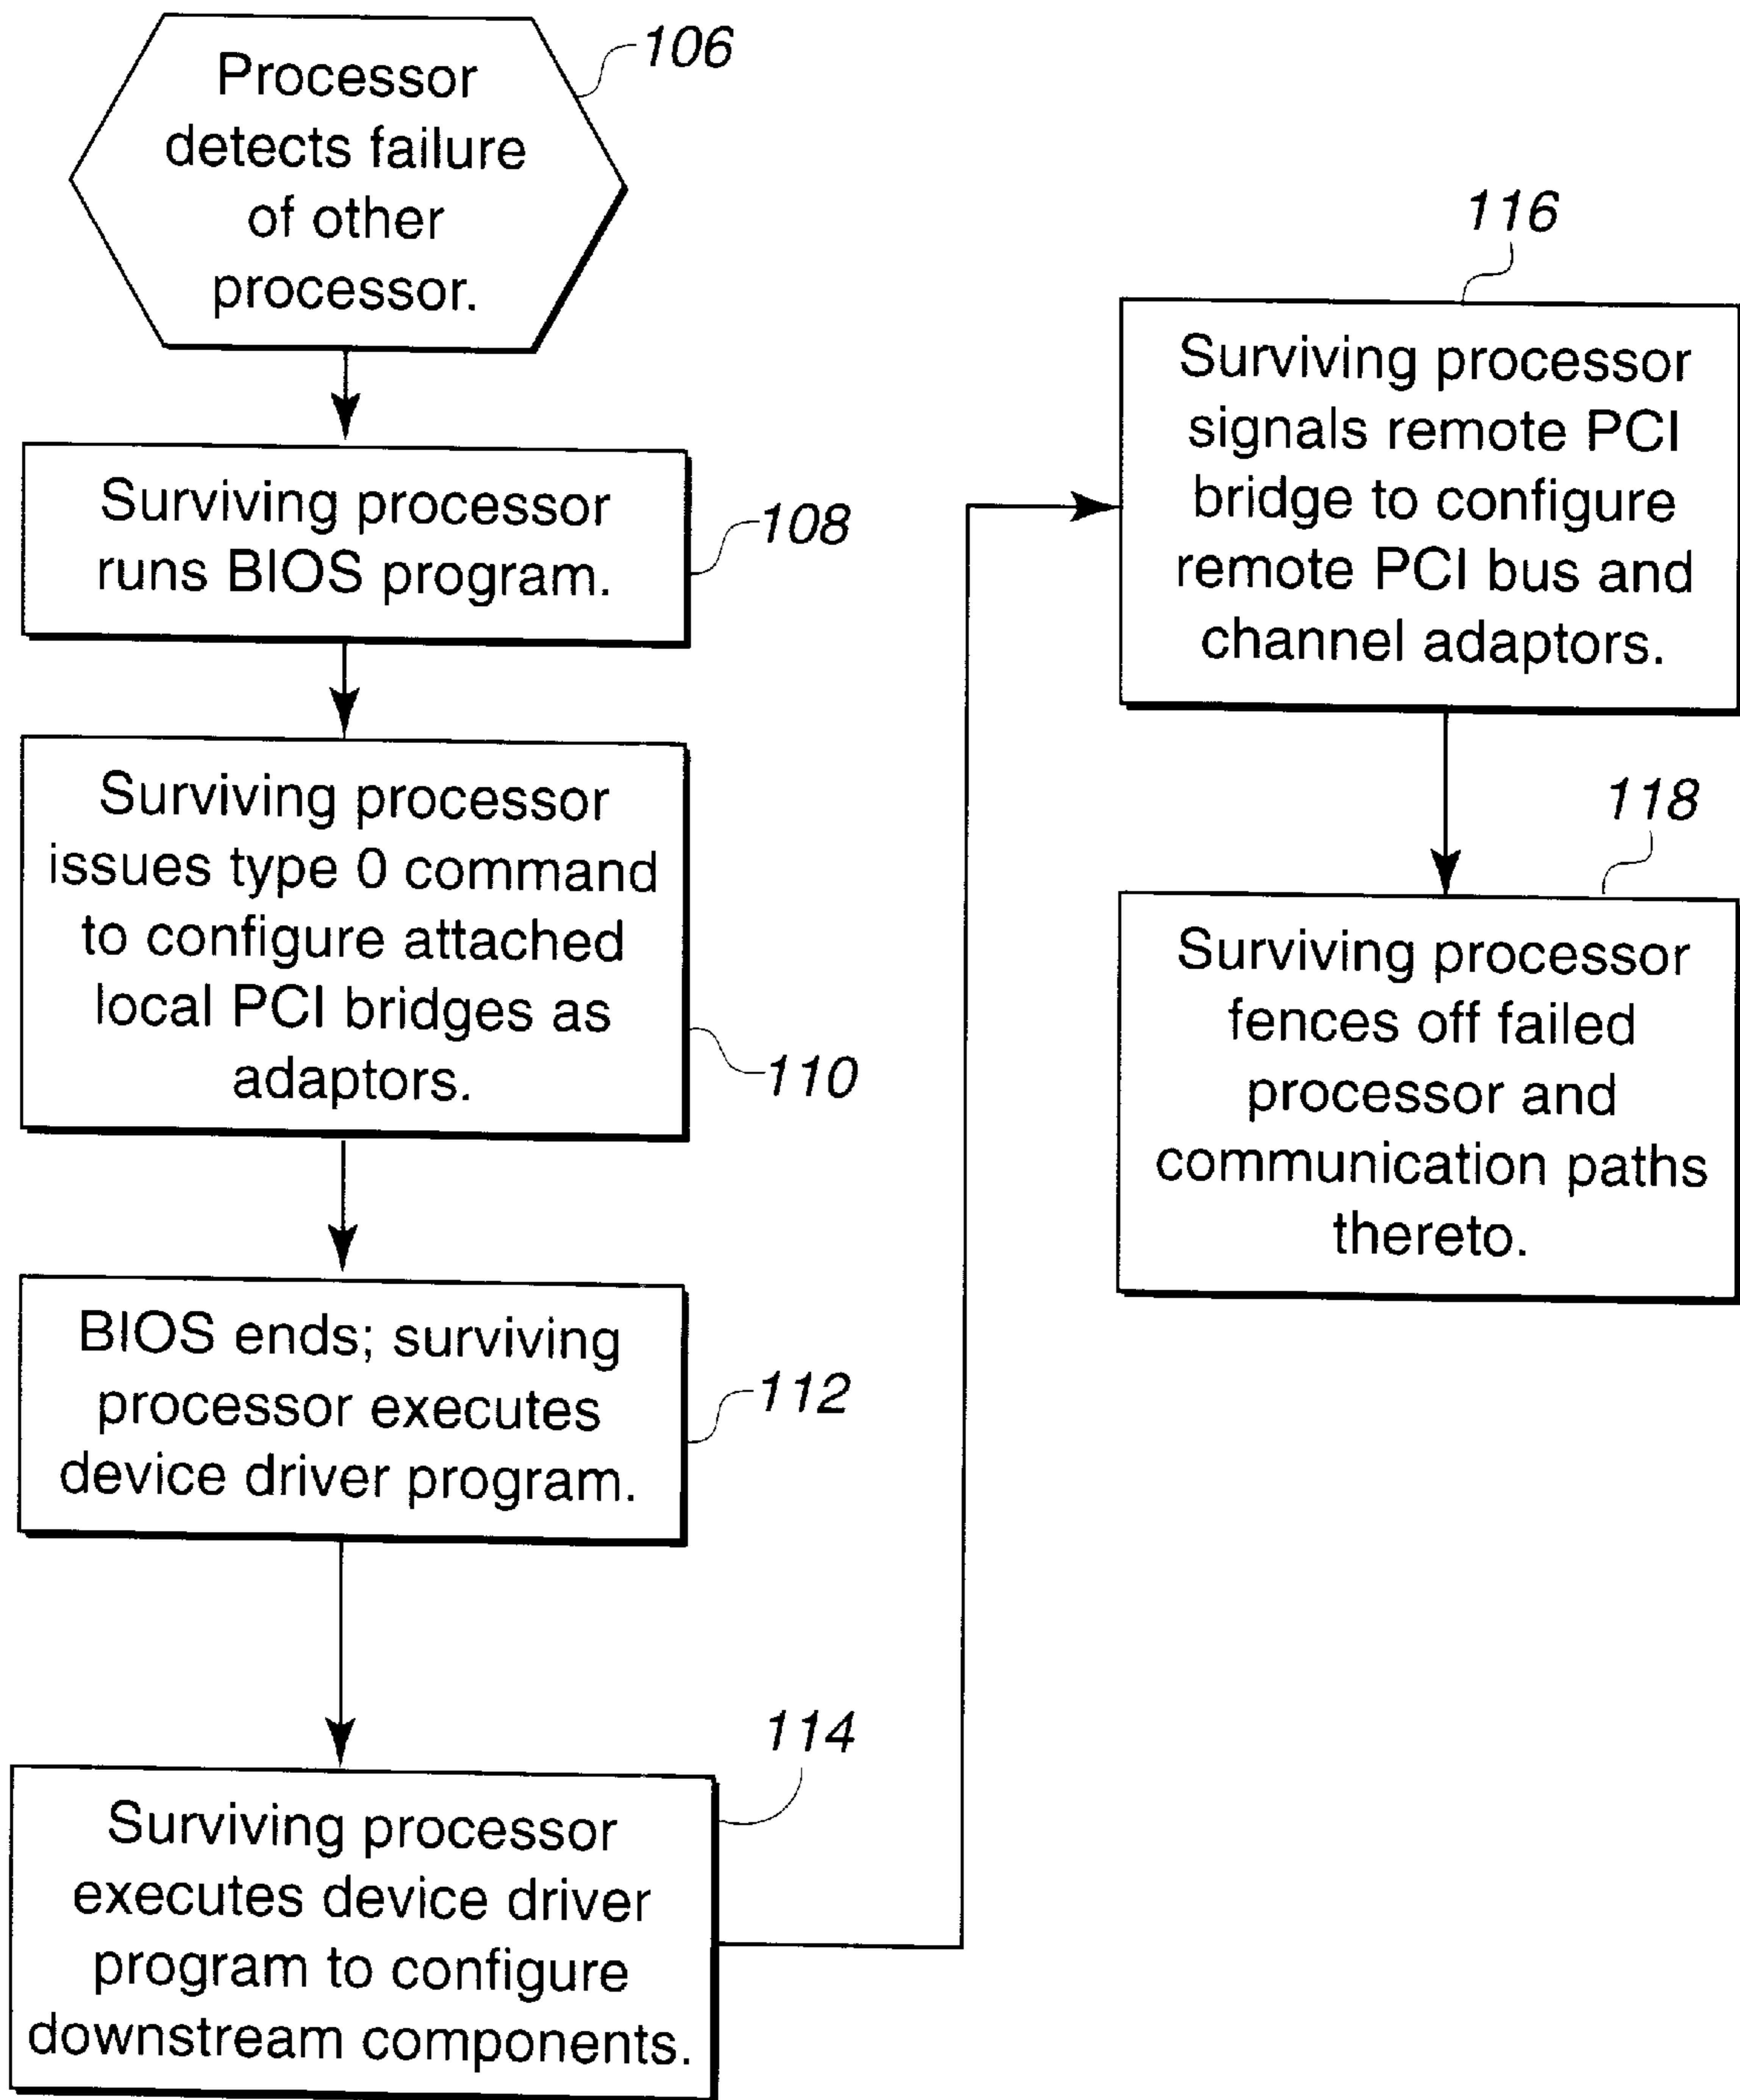 Processor
detects failure
of other
processor.
106
Surviving processor
runs BIOS program.
108
Surviving processor
issues type 0 command
to configure attached
local PCI bridges as
adaptors.
110
BIOS ends; surviving
processor executes
device driver program.
112
114
Surviving processor
executes device driver
program to configure
downstream components.
116
Surviving processor
signals remote PCI
bridge to configure
remote PCI bus and
channel adaptors.
118
Surviving processor
fences off failed
processor and
communication paths
thereto.